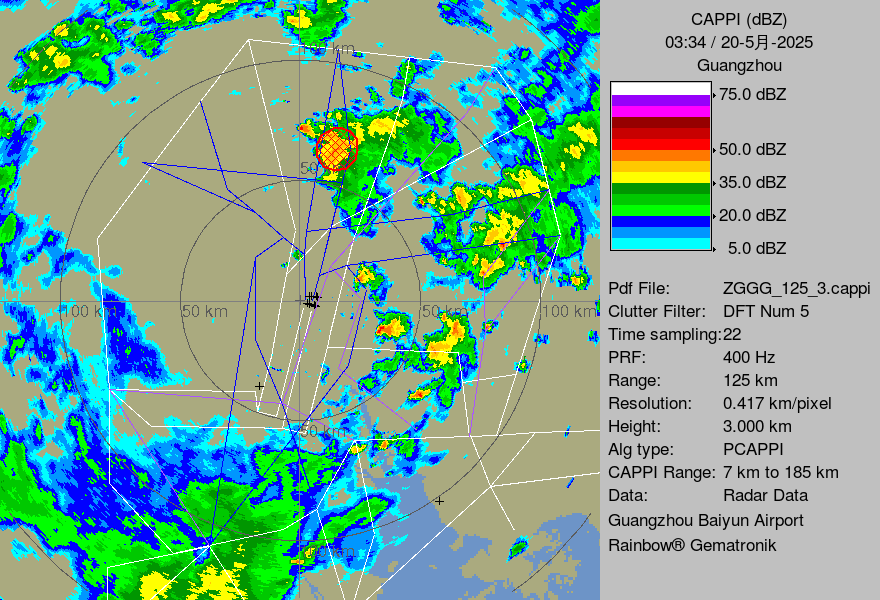 CAPPI (dBZ)
03:34 / 20-5月-2025
Guangzhou
75.0 dBZ
50.0 dBZ
35.0 dBZ
20.0 dBZ
5.0 dBZ
Pdf File: ZGGG_125_3.cappi
Clutter Filter: DFT Num 5
Time sampling:22
PRF: 400 Hz
Range: 125 km
Resolution: 0.417 km/pixel
Height: 3.000 km
Alg type: PCAPPI
CAPPI Range: 7 km to 185 km
Data: Radar Data
Guangzhou Baiyun Airport
Rainbow® Gematronik
100 km
50
100 km
50 km
50 km
100 km
50 km
100 km